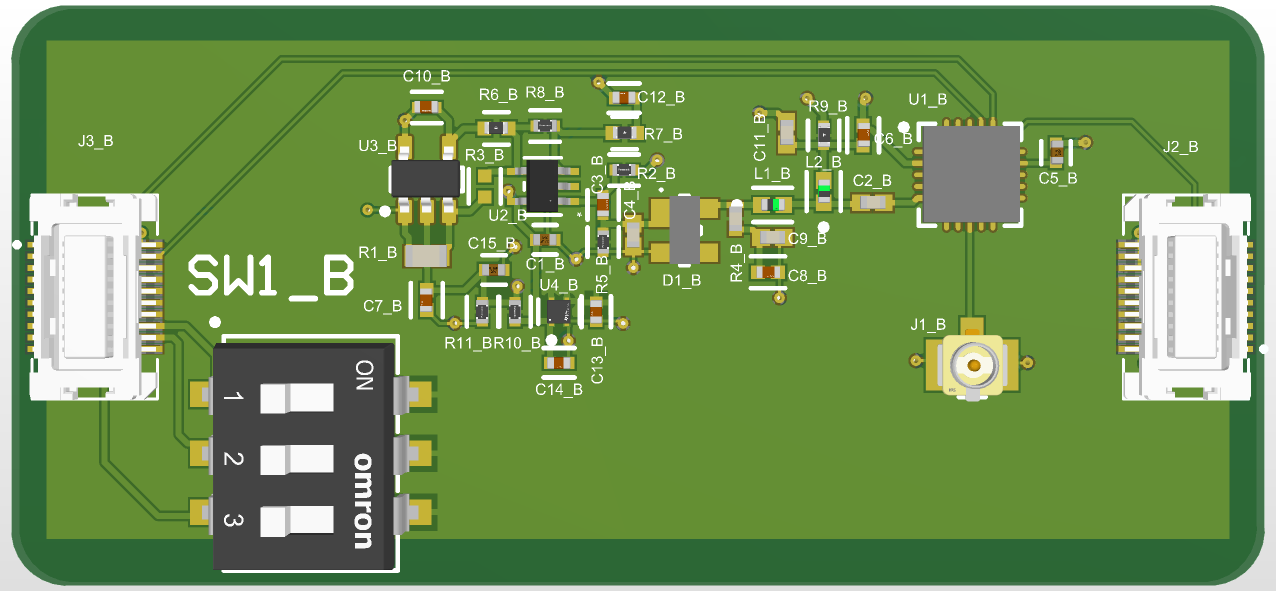 C10_B
R6_B
R8_B
C12_B
U1_B
R9_B
J3_B
U3_B
R3_B
R7_B
C11_B
C6_B
J2_B
C3_B
R2_B
L2_B
L1_B
C5_B
C2_B
U2_B
C4_B
*
R1_B
C15_B
C1_B
R5_B
D1_B
R4_B
C9_B
C8_B
SW1_B
U4_B
C7_B
R11_B
R10_B
C13_B
J1_B
C14_B
ON
1
2
3
omron